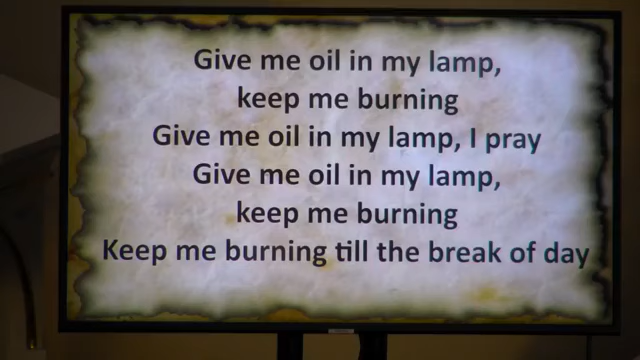 Give me oil in my lamp,
keep me burning
Give me oil in my lamp, I pray
Give me oil in my lamp,
keep me burning
Keep me burning till the break of day